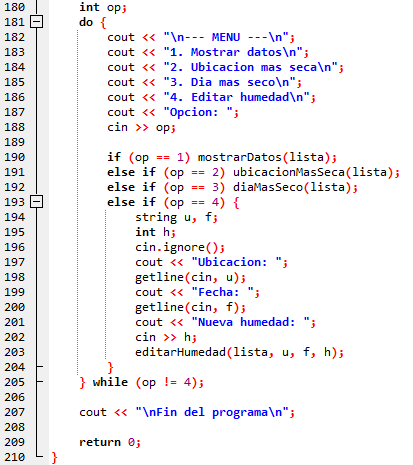 180 int op;
181 do {
182 cout << "\n--- MENU ---\n";
183 cout << "1. Mostrar datos\n";
184 cout << "2. Ubicacion mas seca\n";
185 cout << "3. Dia mas seco\n";
186 cout << "4. Editar humedad\n";
187 cout << "Opcion: ";
188 cin >> op;
189
190 if (op == 1) mostrarDatos(lista);
191 else if (op == 2) ubicacionMasSeca(lista);
192 else if (op == 3) diaMasSeco(lista);
193 else if (op == 4) {
194 string u, f;
195 int h;
196 cin.ignore();
197 cout << "Ubicacion: ";
198 getline(cin, u);
199 cout << "Fecha: ";
200 getline(cin, f);
201 cout << "Nueva humedad: ";
202 cin >> h;
203 editarHumedad(lista, u, f, h);
204 }
205 } while (op != 4);
206
207 cout << "\nFin del programa\n";
208
209 return 0;
210 }